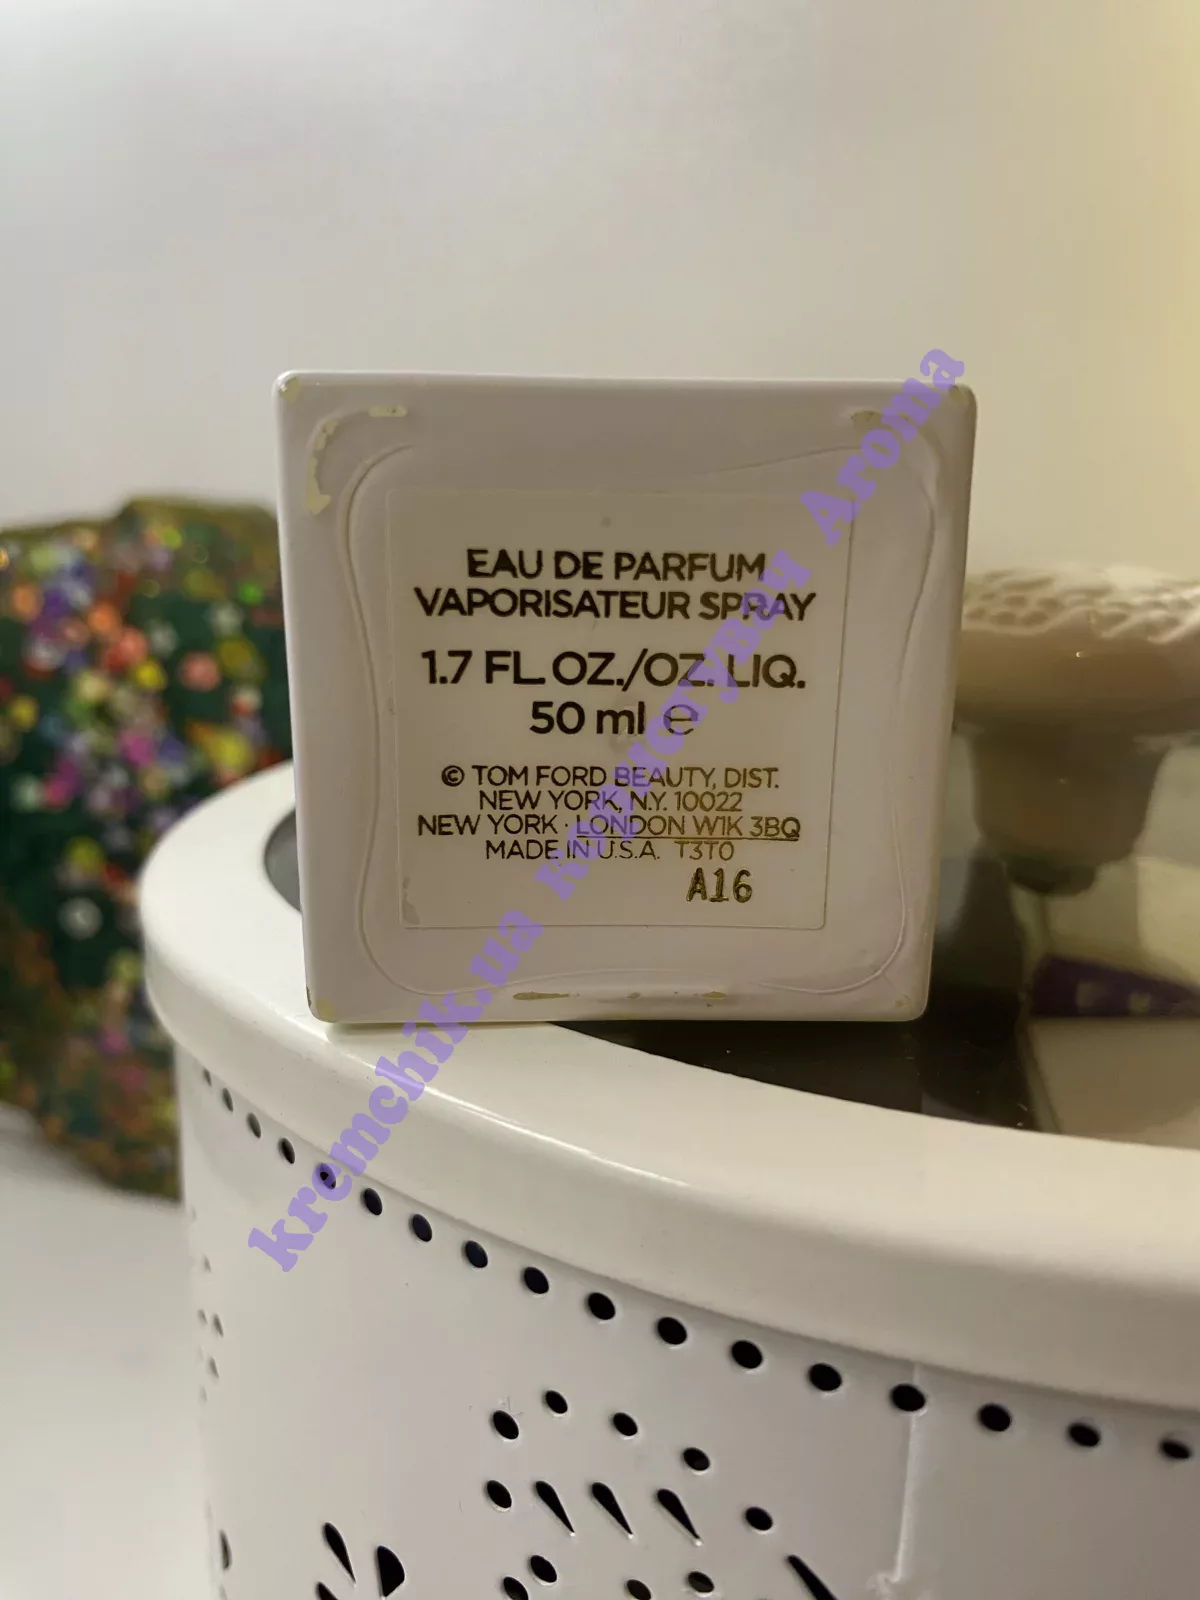 EAU DE PARFUM
VAPORISATEUR SPRAY
1.7 FL.OZ./OZ. LIQ.
50 ml ℮
© TOM FORD BEAUTY, DIST.
NEW YORK, N.Y. 10022
NEW YORK · LONDON W1K 3BQ
MADE IN U.S.A. T3T0
A16
kremchik.ua користувач Aroma